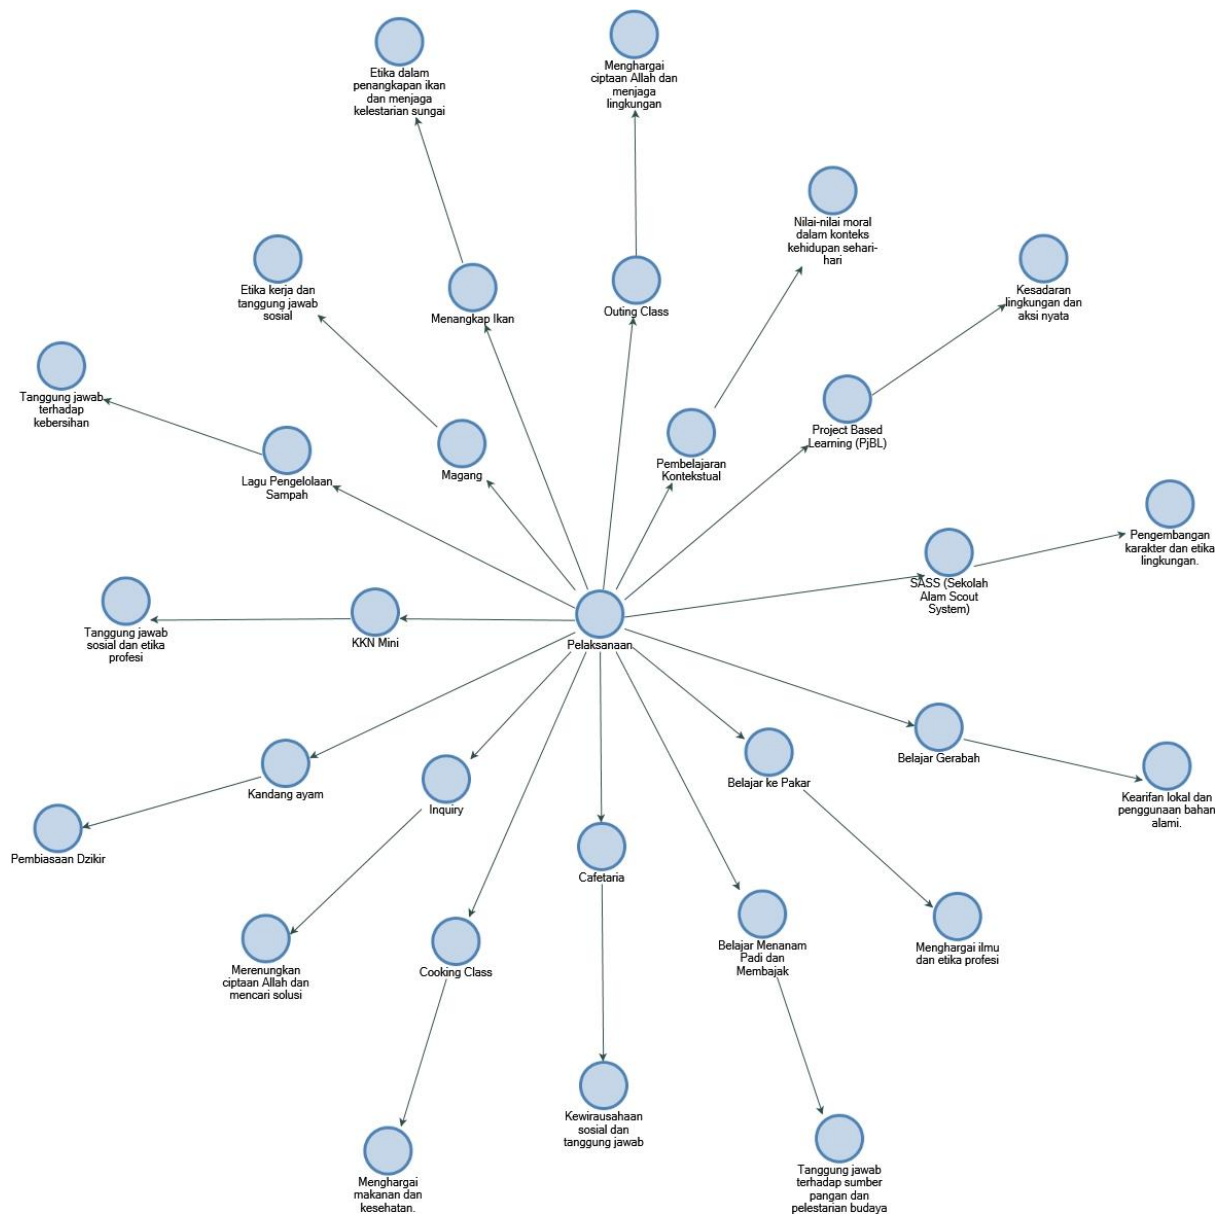 Etika dalam
penangkapan ikan
dan menjaga
kelestarian sungai
Menghargai
ciptaan Allah dan
menjaga
lingkungan
Nilai-nilai moral
dalam konteks
kehidupan sehari-
hari
Etika kerja dan
tanggung jawab
sosial
Menangkap Ikan
Outing Class
Kesadaran
lingkungan dan
aksi nyata
Tanggung jawab
terhadap
kebersihan
Lagu Pengelolaan
Sampah
Magang
Pembelajaran
Kontekstual
Project Based
Learning (PjBL)
Pengembangan
karakter dan etika
lingkungan.
SASS (Sekolah
Alam Scout
System)
Tanggung jawab
sosial dan etika
profesi
KKN Mini
Pelaksanaan
Kandang ayam
Inquiry
Belajar ke Pakar
Belajar Gerabah
Kearifan lokal dan
penggunaan bahan
alami.
Pembiasaan Dzikir
Cafetaria
Merenungkan
ciptaan Allah dan
mencari solusi
Cooking Class
Belajar Menanam
Padi dan
Membajak
Menghargai ilmu
dan etika profesi
Kewirausahaan
sosial dan
tanggung jawab
Menghargai
makanan dan
kesehatan.
Tanggung jawab
terhadap sumber
pangan dan
pelestarian budaya